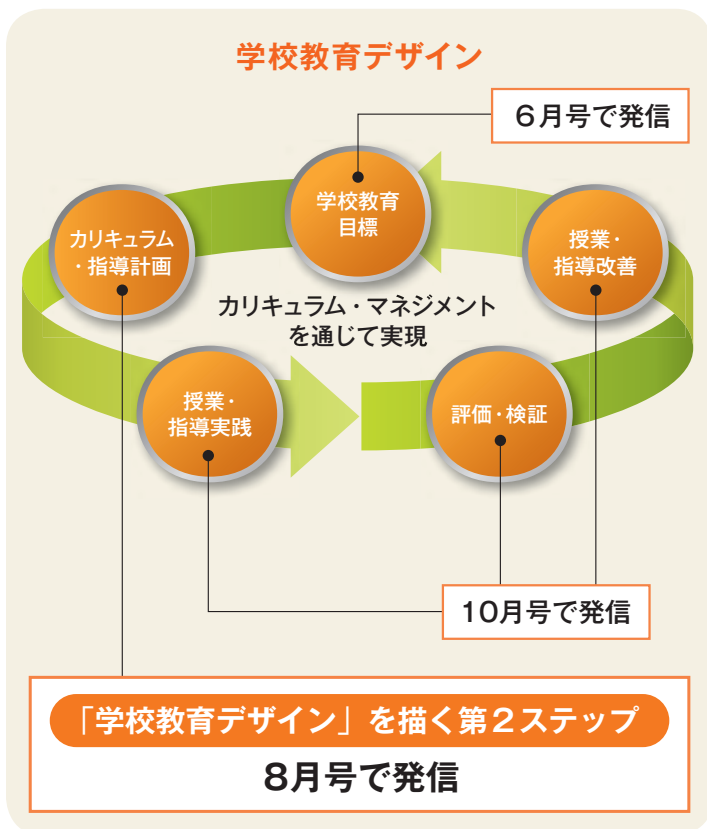 学校教育デザイン
6月号で発信
学校教育
目標
カリキュラム
・指導計画
授業・
指導改善
カリキュラム・マネジメント
を通じて実現
授業・
指導実践
評価・検証
10月号で発信
「学校教育デザイン」を描く第2ステップ
8月号で発信